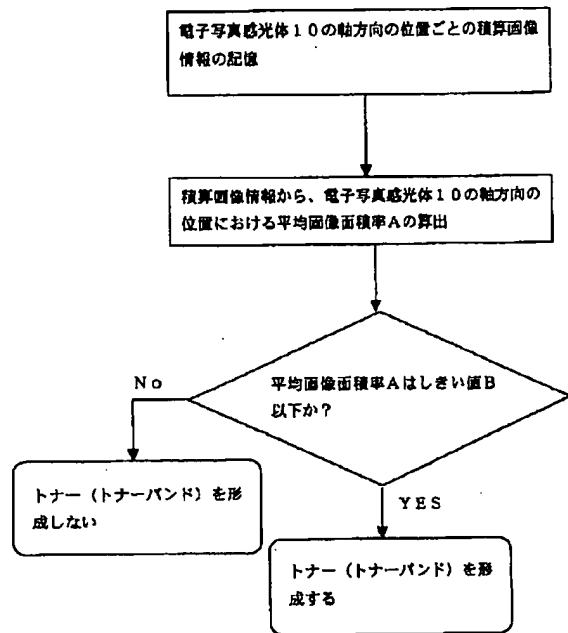 電子写真感光体10の軸方向の位置ごとの積算画像
情報の記憶
積算画像情報から、電子写真感光体10の軸方向の
位置における平均画像面積率Aの算出
平均画像面積率Aはしきい値B
以下か？
No
トナー（トナーバンド）を形
成しない
YES
トナー（トナーバンド）を形
成する